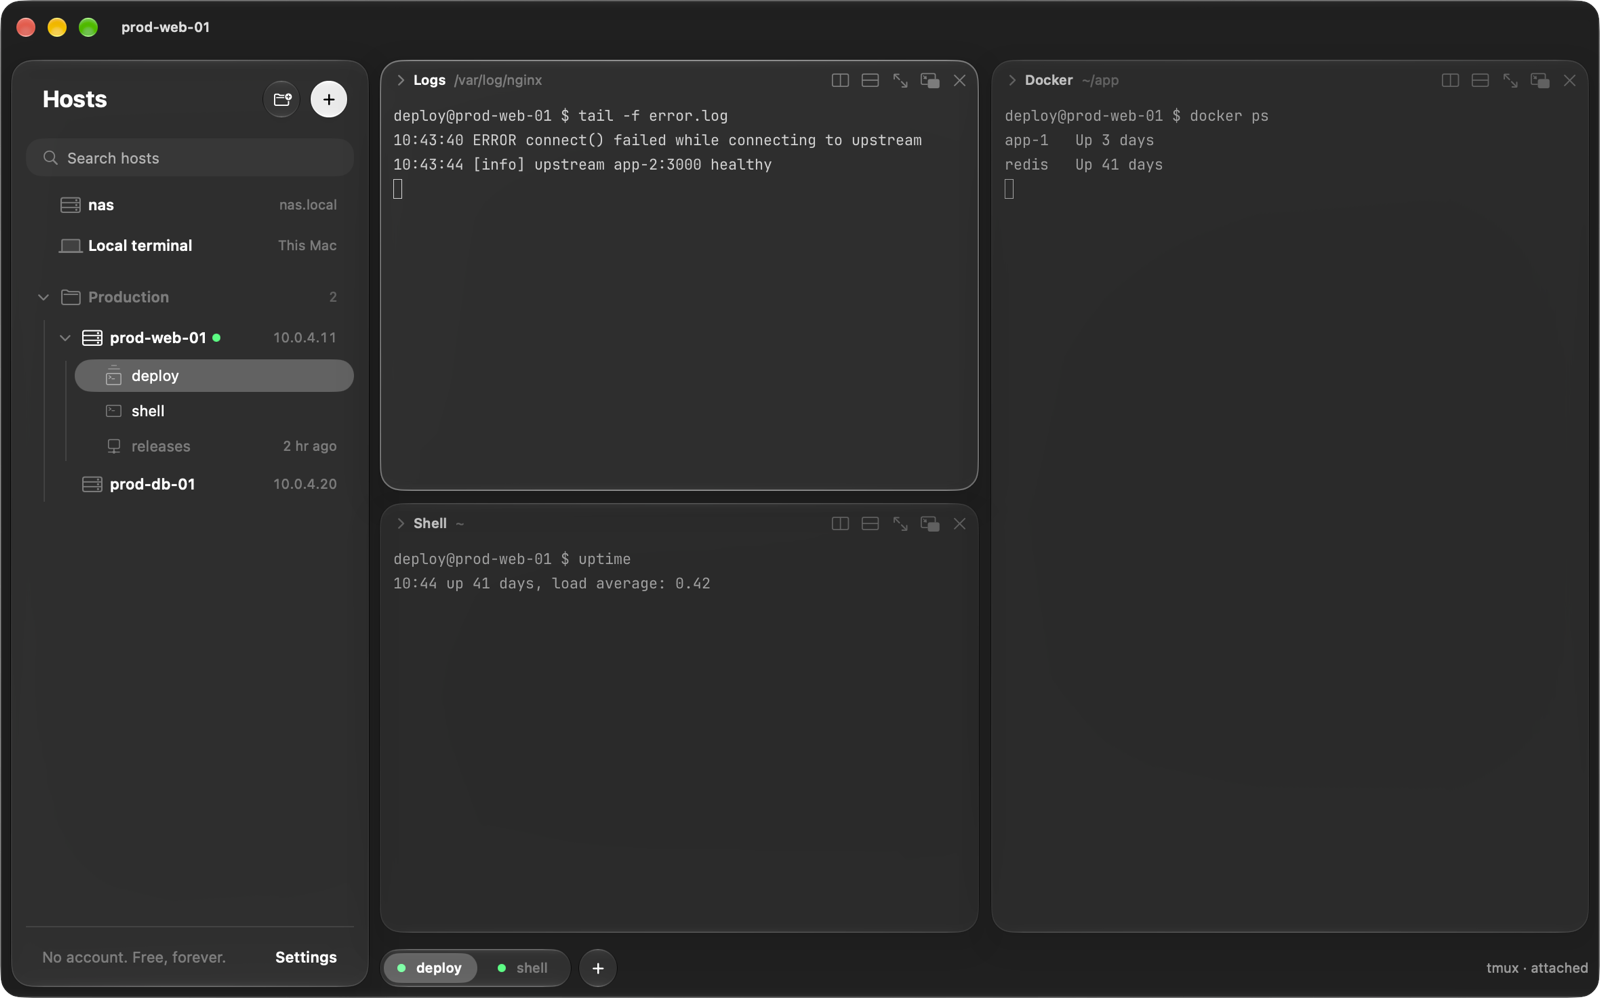 prod-web-01
Hosts
Search hosts
nas nas.local
Local terminal This Mac
Production 2
prod-web-01 10.0.4.11
deploy
shell
releases 2 hr ago
prod-db-01 10.0.4.20
No account. Free, forever. Settings
Logs /var/log/nginx
deploy@prod-web-01 $ tail -f error.log
10:43:40 ERROR connect() failed while connecting to upstream
10:43:44 [info] upstream app-2:3000 healthy
Shell ~
deploy@prod-web-01 $ uptime
10:44 up 41 days, load average: 0.42
Docker ~/app
deploy@prod-web-01 $ docker ps
app-1 Up 3 days
redis Up 41 days
deploy shell
tmux · attached